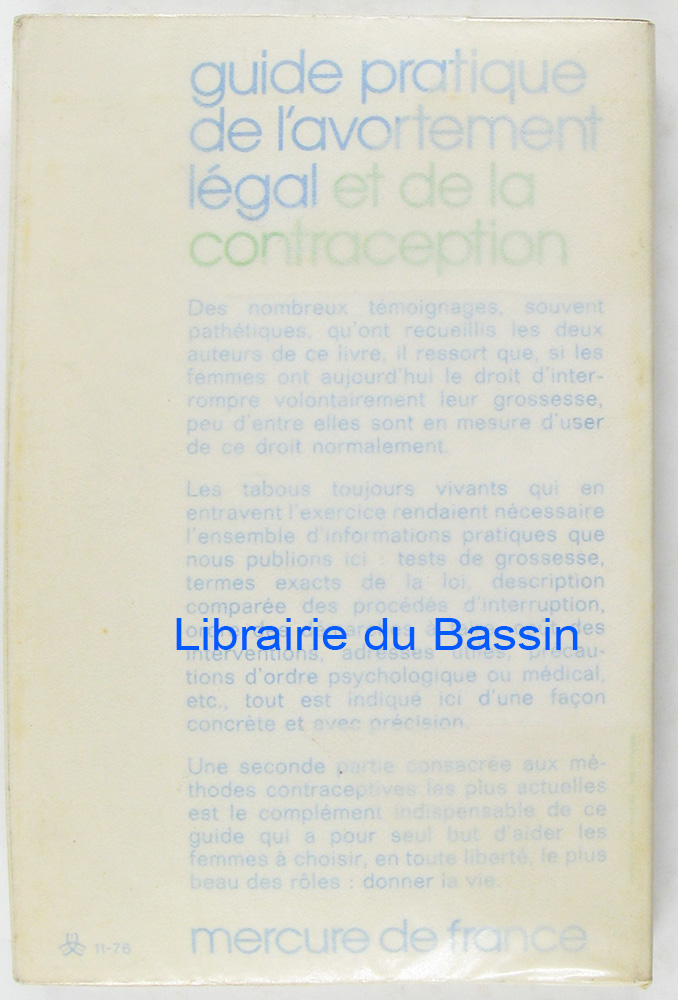 guide pratique
de l'avortement
légal et de la
contraception
Des nombreux témoignages, souvent
pathétiques, qu'ont recueillis les deux
auteurs de ce livre, il ressort que, si les
femmes ont aujourd'hui le droit d'inter-
rompre volontairement leur grossesse,
peu d'entre elles sont en mesure d'user
de ce droit normalement.
Les tabous toujours vivants qui en
entravent l'exercice rendaient nécessaire
l'ensemble d'informations pratiques que
nous publions ici : tests de grossesse,
termes exacts de la loi, description
comparée des procédés d'interruption,
des
Librairie du Bassin
interventions, adresses utiles, précau-
tions d'ordre psychologique ou médical,
etc., tout est indiqué ici d'une façon
concrète et avec précision.
Une seconde partie consacrée aux mé-
thodes contraceptives les plus actuelles
est le complément indispensable de ce
guide qui a pour seul but d'aider les
femmes à choisir, en toute liberté, le plus
beau des rôles : donner la vie.
11-76
mercure de france